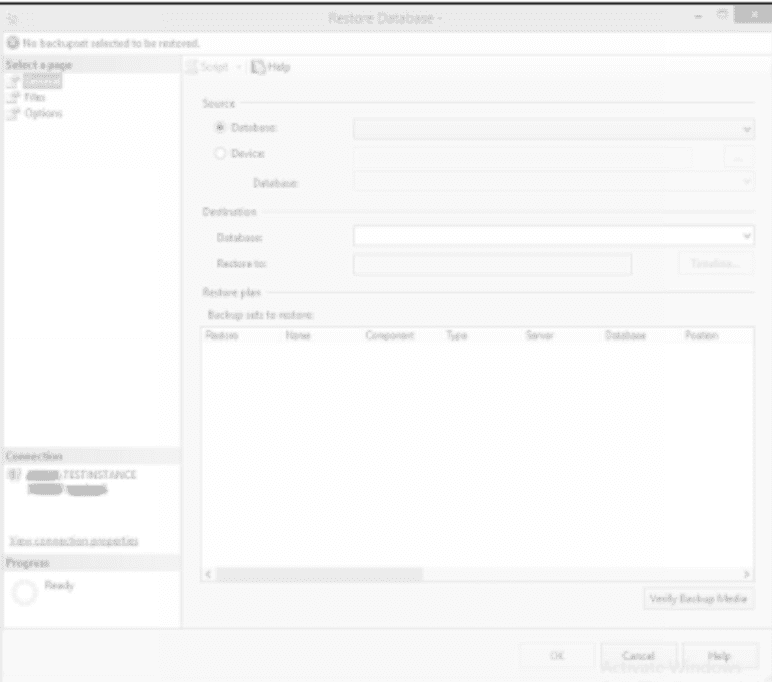 Restore Database -
No backupset selected to be restored.
Select a page
General
Files
Options
Script
Help
Source
Database:
Device:
...
Database:
Destination
Database:
Restore to:
Timeline...
Restore plan
Backup sets to restore:
Restore Name Component Type Server Database Position
Connection
TESTINSTANCE
View connection properties
Progress
Ready
Verify Backup Media
OK Cancel Help
Activate Windows